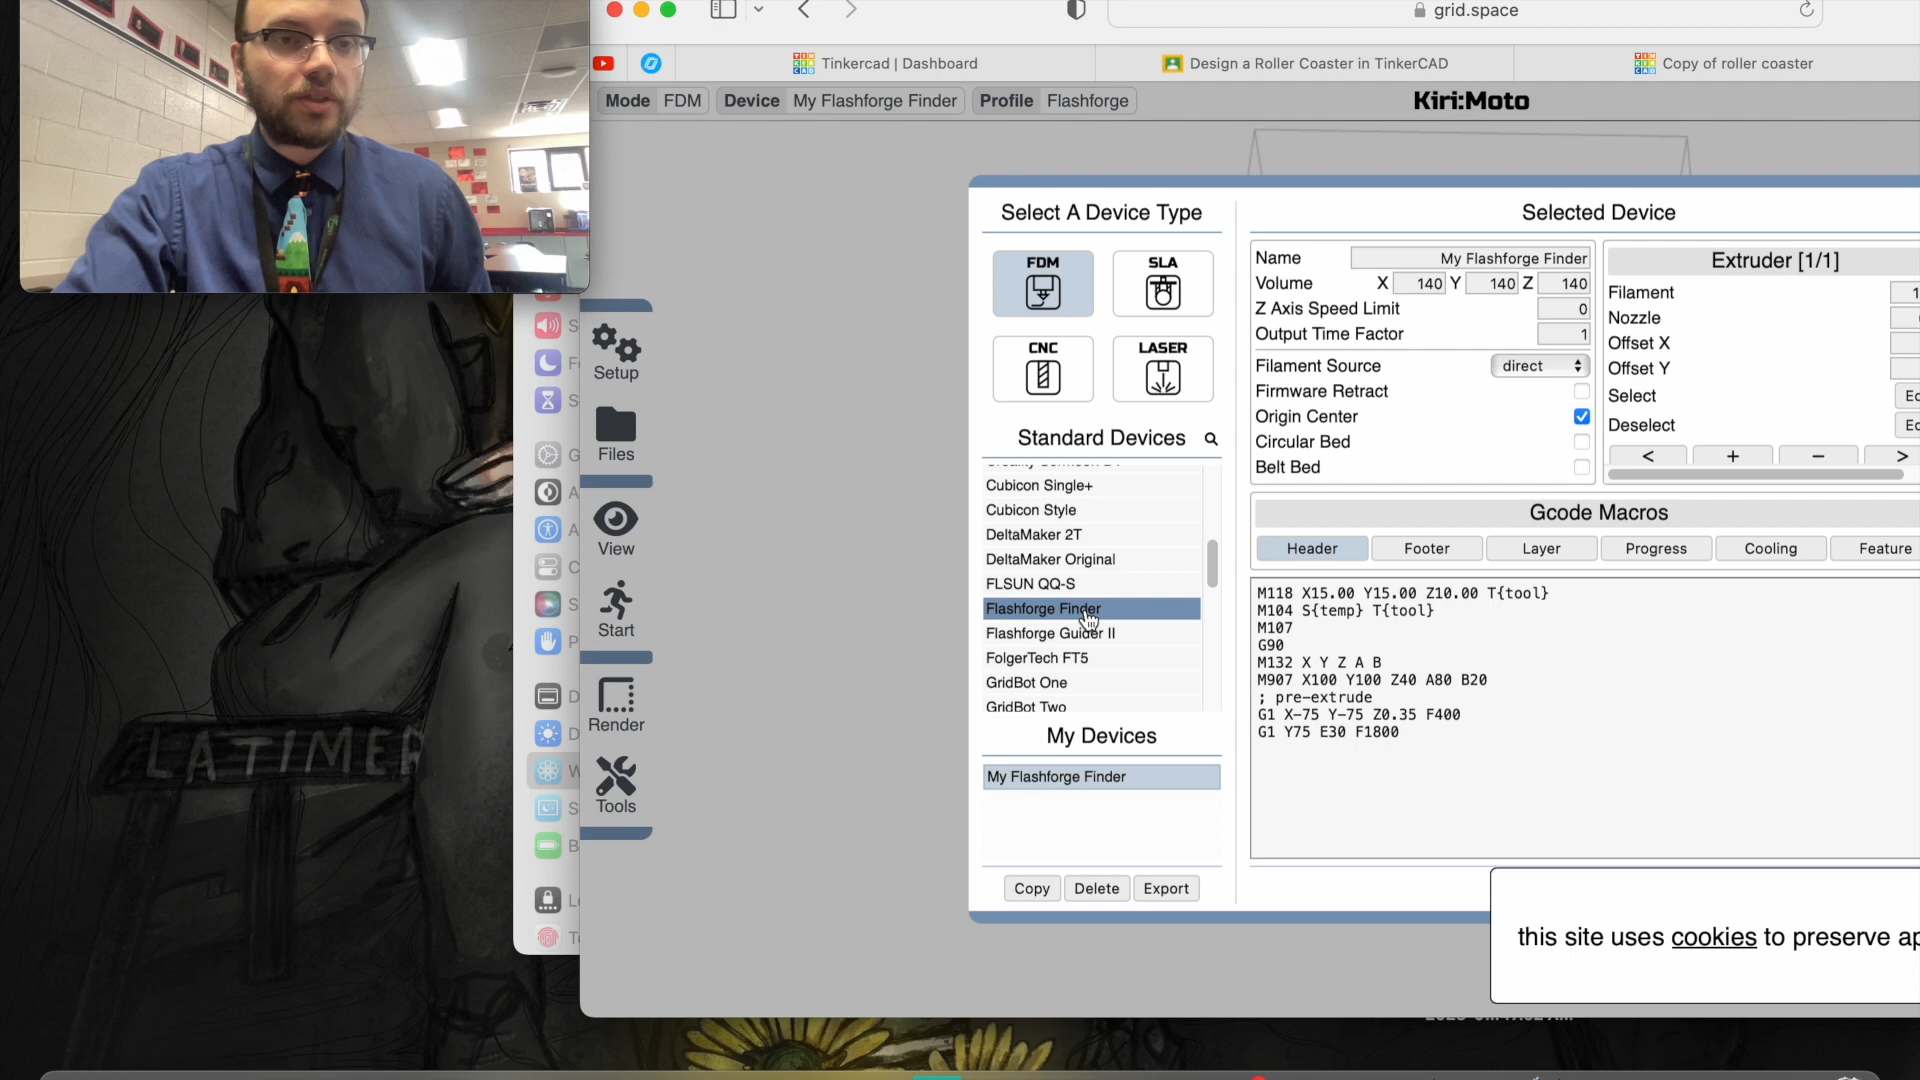 grid.space
Tinkercad | Dashboard
Design a Roller Coaster in TinkerCAD
Copy of roller coaster
Mode FDM
Device My Flashforge Finder
Profile Flashforge
Kiri:Moto
Select A Device Type
FDM
SLA
CNC
LASER
Standard Devices
Cubicon Single+
Cubicon Style
DeltaMaker 2T
DeltaMaker Original
FLSUN QQ-S
Flashforge Finder
Flashforge Guider II
FolgerTech FT5
GridBot One
GridBot Two
My Devices
My Flashforge Finder
Copy
Delete
Export
Selected Device
Name My Flashforge Finder
Volume X 140 Y 140 Z 140
Z Axis Speed Limit 0
Output Time Factor 1
Filament Source direct
Firmware Retract
Origin Center
Circular Bed
Belt Bed
Extruder [1/1]
Filament
Nozzle
Offset X
Offset Y
Select
Deselect
< + − >
Gcode Macros
Header
Footer
Layer
Progress
Cooling
Feature
M118 X15.00 Y15.00 Z10.00 T{tool}
M104 S{temp} T{tool}
M107
G90
M132 X Y Z A B
M907 X100 Y100 Z40 A80 B20
; pre-extrude
G1 X-75 Y-75 Z0.35 F400
G1 Y75 E30 F1800
this site uses cookies to preserve
Setup
Files
View
Start
Render
Tools
LATIMER